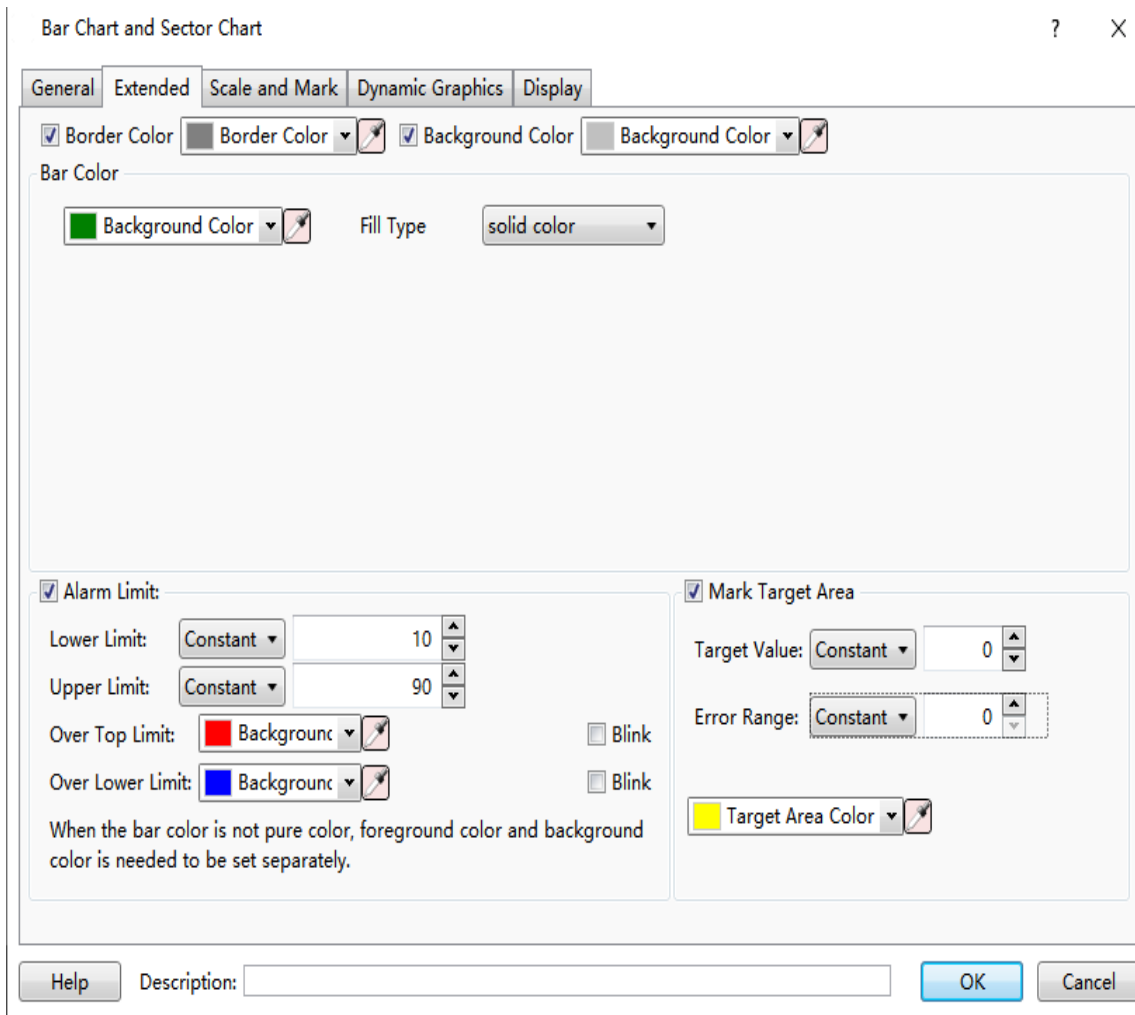 Bar Chart and Sector Chart ? X
General Extended Scale and Mark Dynamic Graphics Display
Border Color Border Color Background Color Background Color
Bar Color
Background Color Fill Type solid color
Alarm Limit: Mark Target Area
Lower Limit: Constant 10
Target Value: Constant 0
Upper Limit: Constant 90
Error Range: Constant 0
Over Top Limit: Backgroun Blink
Over Lower Limit: Backgroun Blink
Target Area Color
When the bar color is not pure color, foreground color and background
color is needed to be set separately.
Help Description: OK Cancel